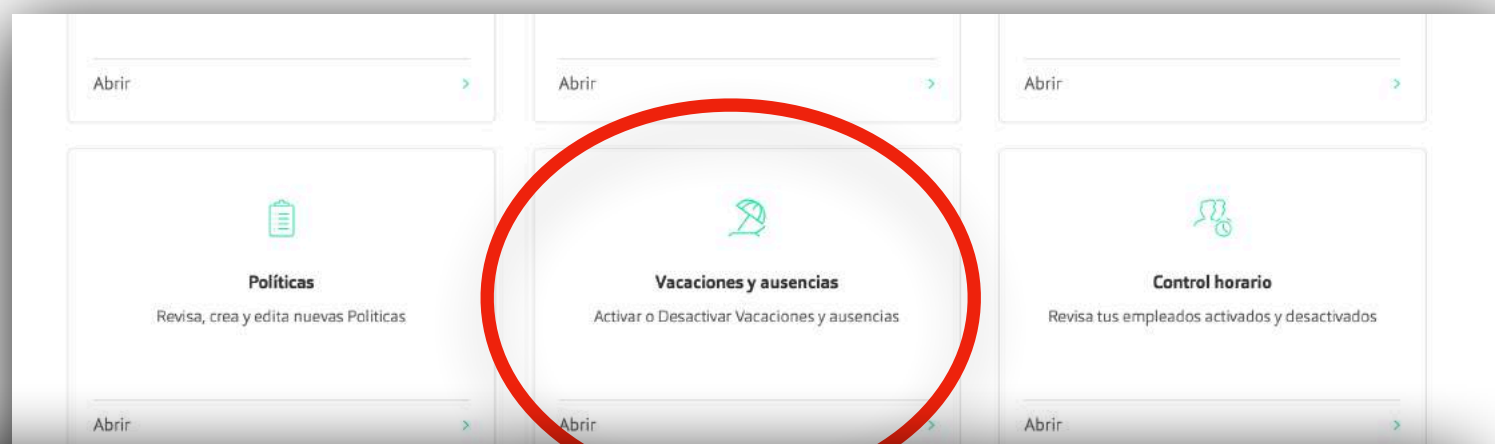 Abrir
Abrir
Abrir
Políticas
Revisa, crea y edita nuevas Politicas
Abrir
Vacaciones y ausencias
Activar o Desactivar Vacaciones y ausencias
Abrir
Control horario
Revisa tus empleados activados y desactivados
Abrir